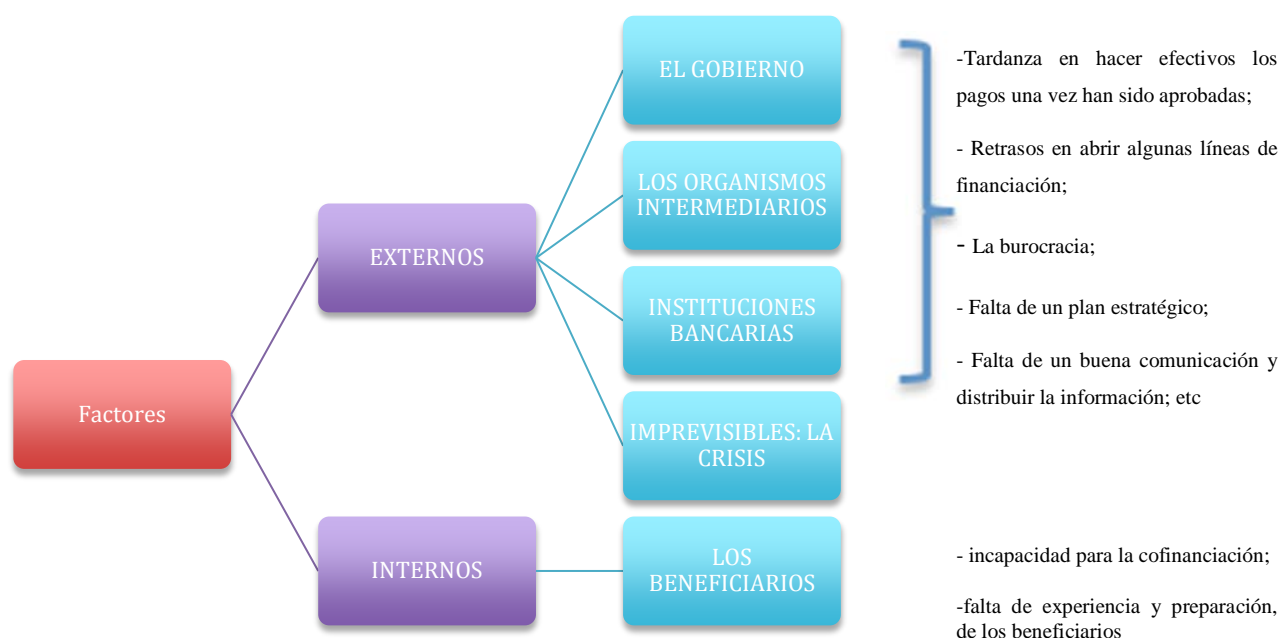 Factores
EXTERNOS
INTERNOS
EL GOBIERNO
LOS ORGANISMOS
INTERMEDIARIOS
INSTITUCIONES
BANCARIAS
IMPREVISIBLES: LA
CRISIS
LOS
BENEFICIARIOS
-Tardanza en hacer efectivos los
pagos una vez han sido aprobadas;
- Retrasos en abrir algunas líneas de
financiación;
- La burocracia;
- Falta de un plan estratégico;
- Falta de un buena comunicación y
distribuir la información; etc
- incapacidad para la cofinanciación;
-falta de experiencia y preparación,
de los beneficiarios